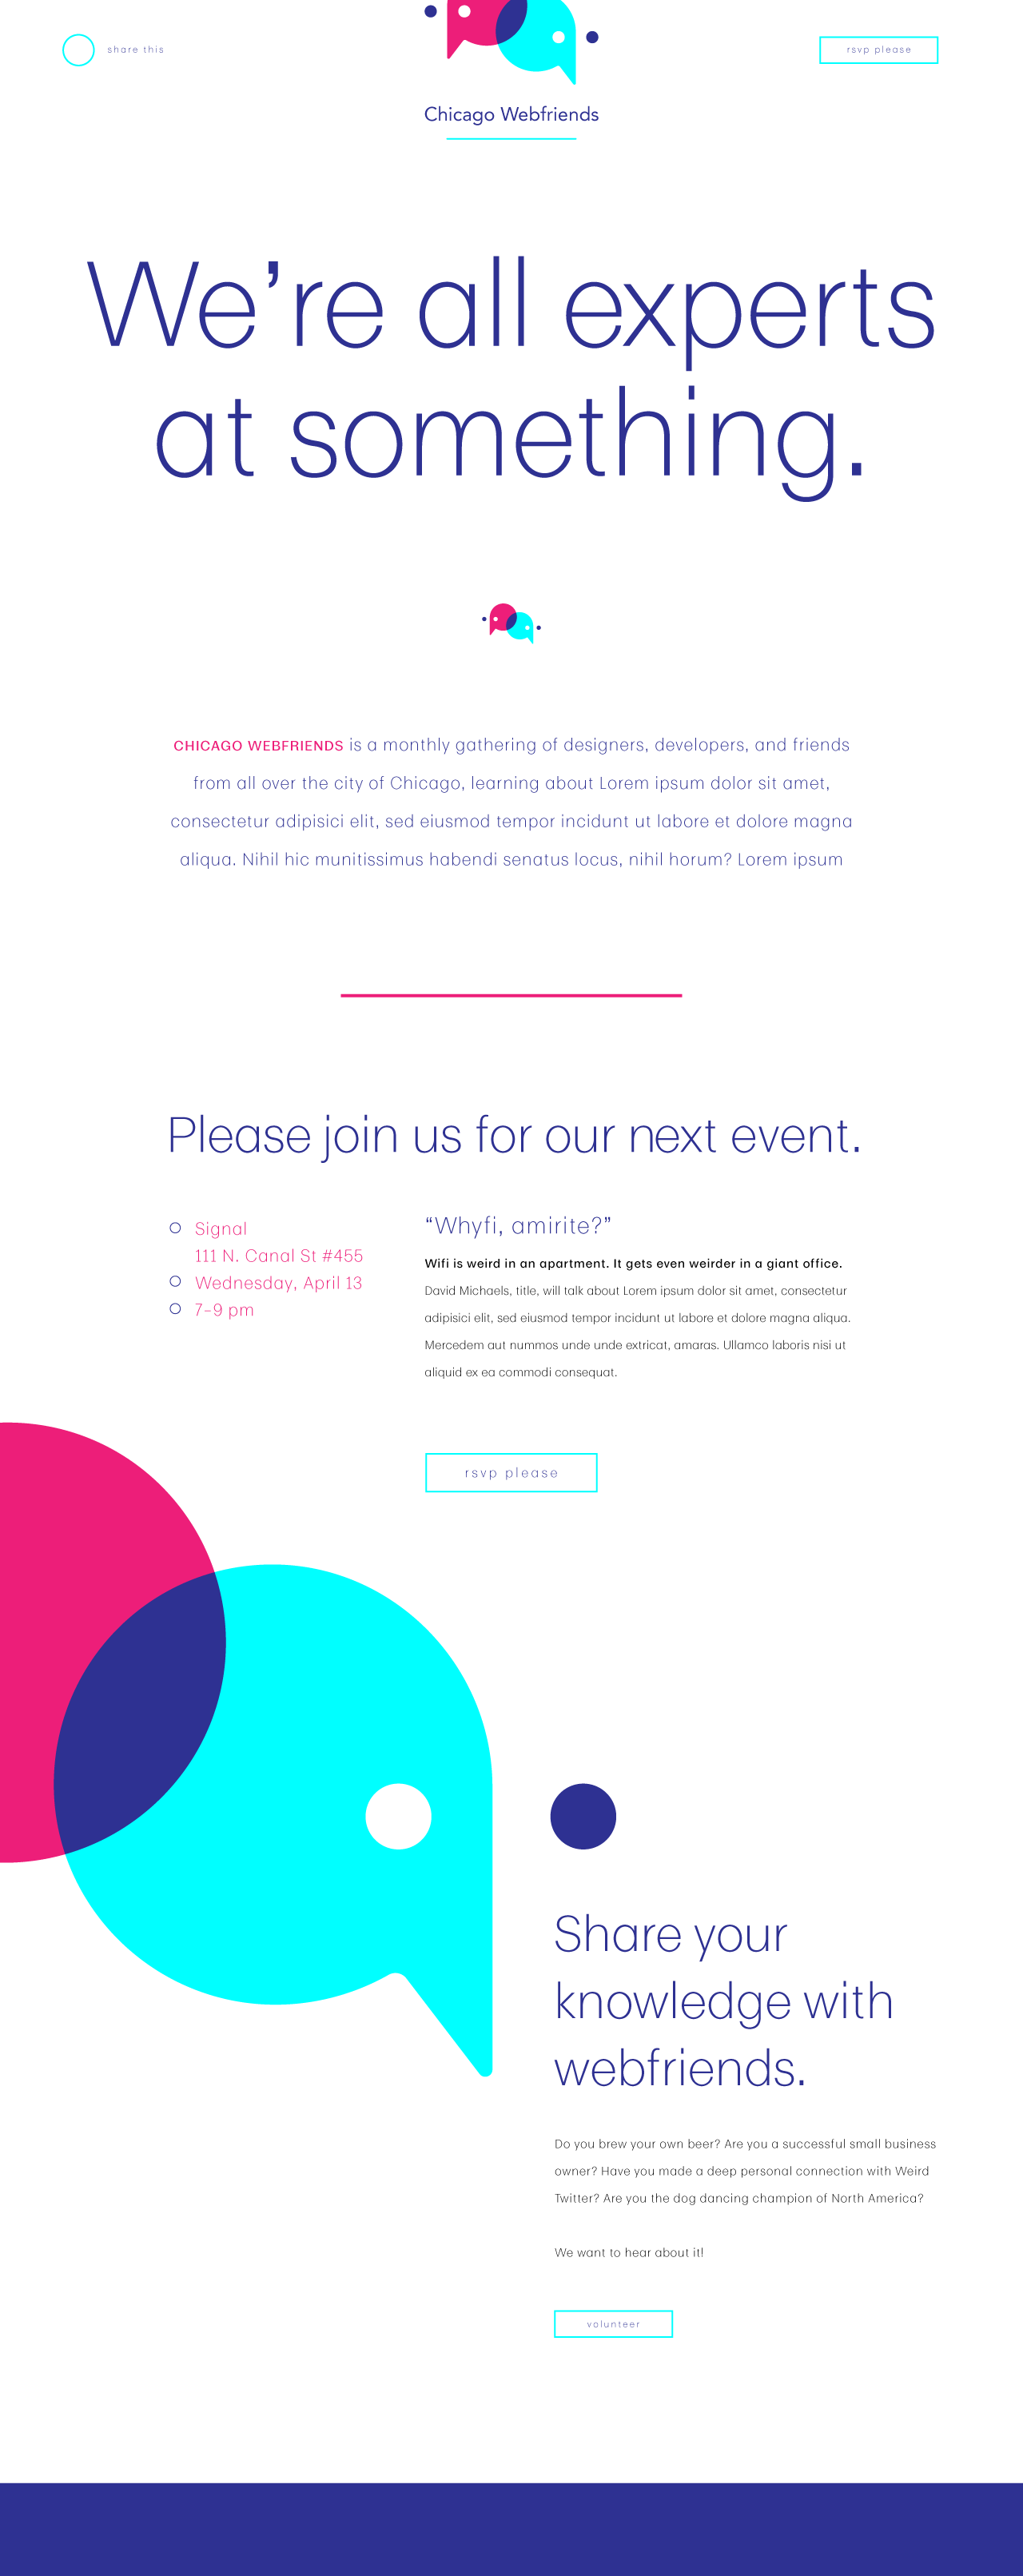 share this
rsvp please
Chicago Webfriends
We’re all experts
at something.
CHICAGO WEBFRIENDS is a monthly gathering of designers, developers, and friends
from all over the city of Chicago, learning about Lorem ipsum dolor sit amet,
consectetur adipisici elit, sed eiusmod tempor incidunt ut labore et dolore magna
aliqua. Nihil hic munitissimus habendi senatus locus, nihil horum? Lorem ipsum
Please join us for our next event.
Signal
111 N. Canal St #455
Wednesday, April 13
7–9 pm
“Whyfi, amirite?”
Wifi is weird in an apartment. It gets even weirder in a giant office.
David Michaels, title, will talk about Lorem ipsum dolor sit amet, consectetur
adipisici elit, sed eiusmod tempor incidunt ut labore et dolore magna aliqua.
Mercedem aut nummos unde unde extricat, amaras. Ullamco laboris nisi ut
aliquid ex ea commodi consequat.
rsvp please
Share your
knowledge with
webfriends.
Do you brew your own beer? Are you a successful small business
owner? Have you made a deep personal connection with Weird
Twitter? Are you the dog dancing champion of North America?
We want to hear about it!
volunteer